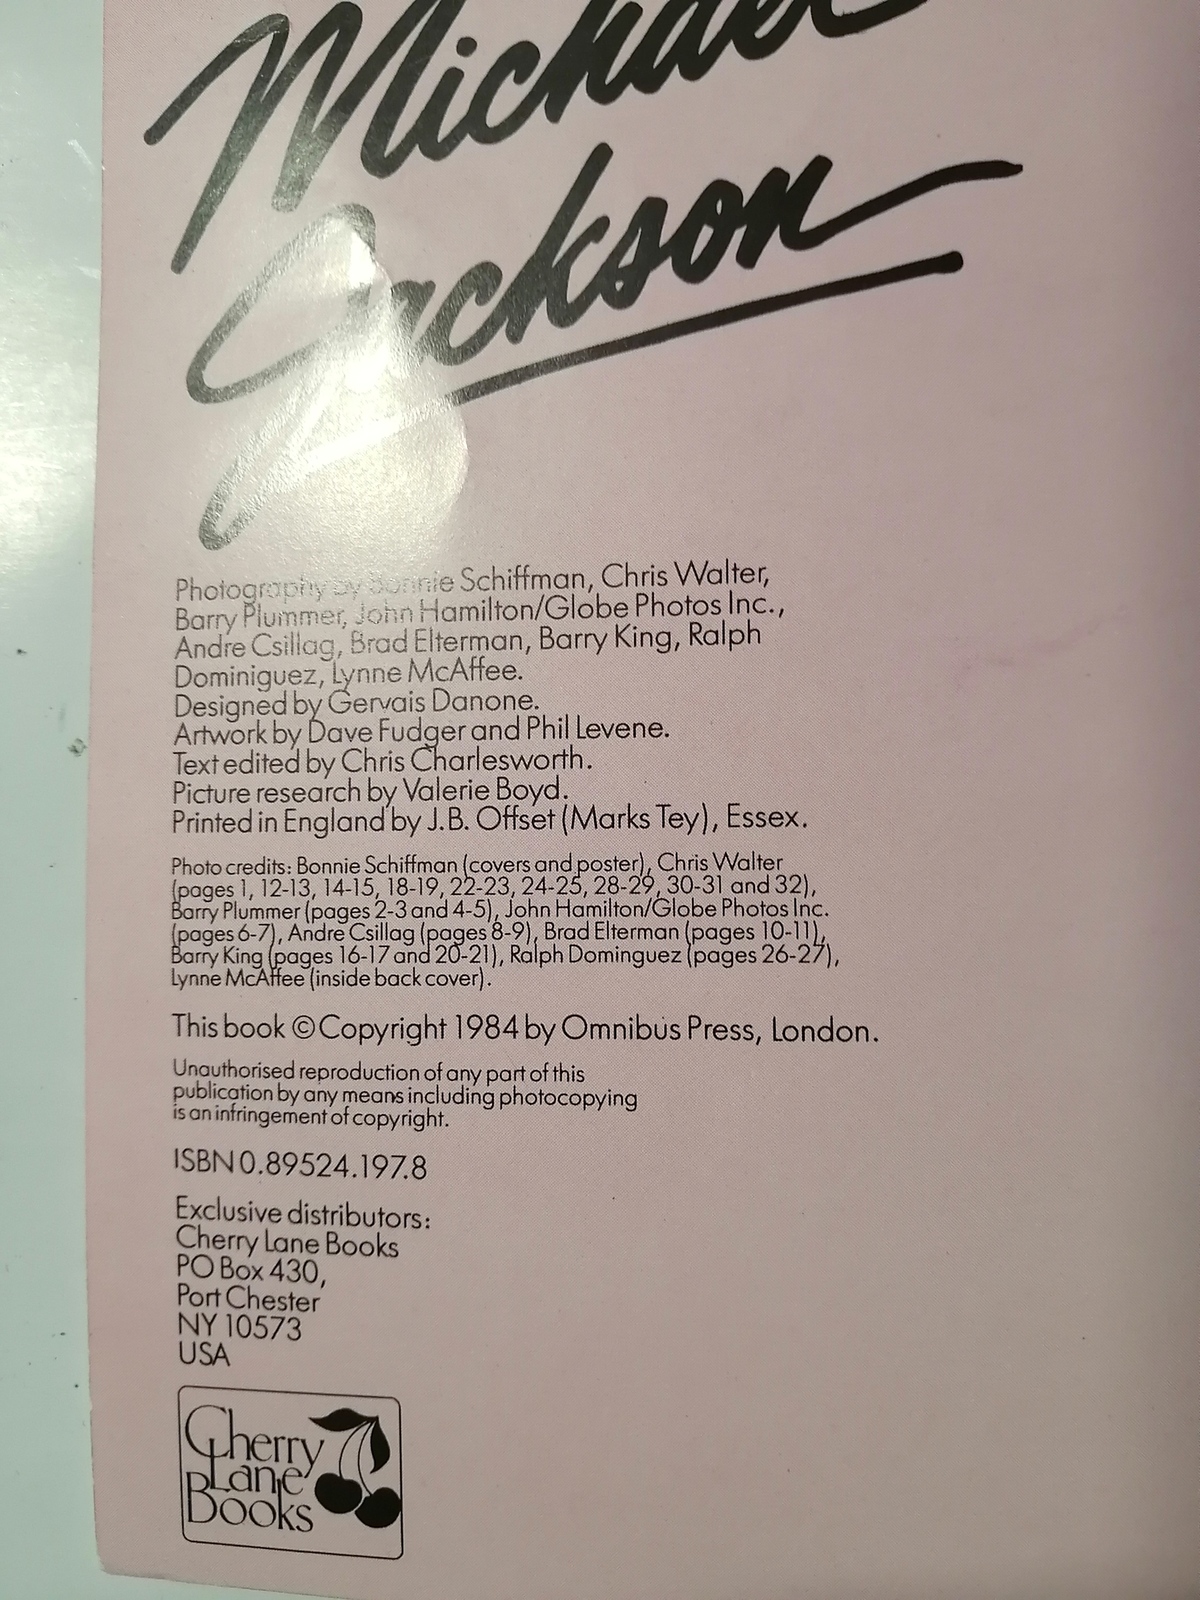 Michael
Jackson
Photography by Bonnie Schiffman, Chris Walter,
Barry Plummer, John Hamilton/Globe Photos Inc.,
Andre Csillag, Brad Elterman, Barry King, Ralph
Dominiguez, Lynne McAffee.
Designed by Gervais Danone.
Artwork by Dave Fudger and Phil Levene.
Text edited by Chris Charlesworth.
Picture research by Valerie Boyd.
Printed in England by J.B. Offset (Marks Tey), Essex.
Photo credits: Bonnie Schiffman (covers and poster), Chris Walter
(pages 1, 12-13, 14-15, 18-19, 22-23, 24-25, 28-29, 30-31 and 32),
Barry Plummer (pages 2-3 and 4-5), John Hamilton/Globe Photos Inc.
(pages 6-7), Andre Csillag (pages 8-9), Brad Elterman (pages 10-11),
Barry King (pages 16-17 and 20-21), Ralph Dominguez (pages 26-27),
Lynne McAffee (inside back cover).
This book © Copyright 1984 by Omnibus Press, London.
Unauthorised reproduction of any part of this
publication by any means including photocopying
is an infringement of copyright.
ISBN 0.89524.197.8
Exclusive distributors:
Cherry Lane Books
PO Box 430,
Port Chester
NY 10573
USA
Cherry
Lane
Books